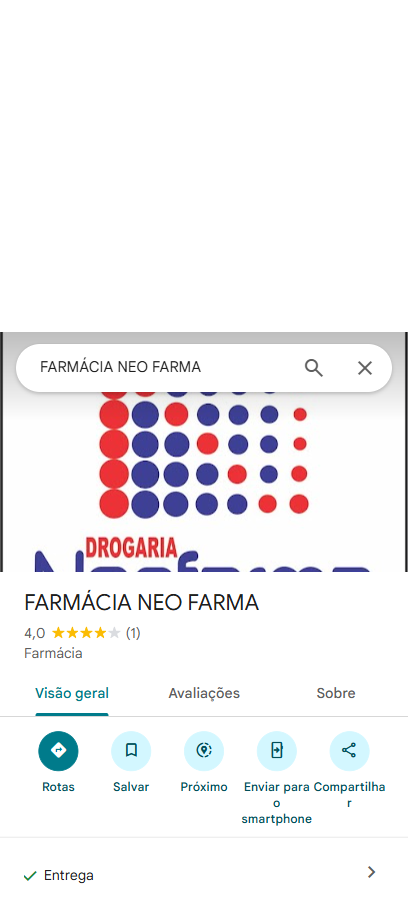 FARMÁCIA NEO FARMA
DROGARIA
Neofarma
FARMÁCIA NEO FARMA
4,0 (1)
Farmácia
Visão geral Avaliações Sobre
Rotas Salvar Próximo Enviar para o smartphone Compartilhar
Entrega